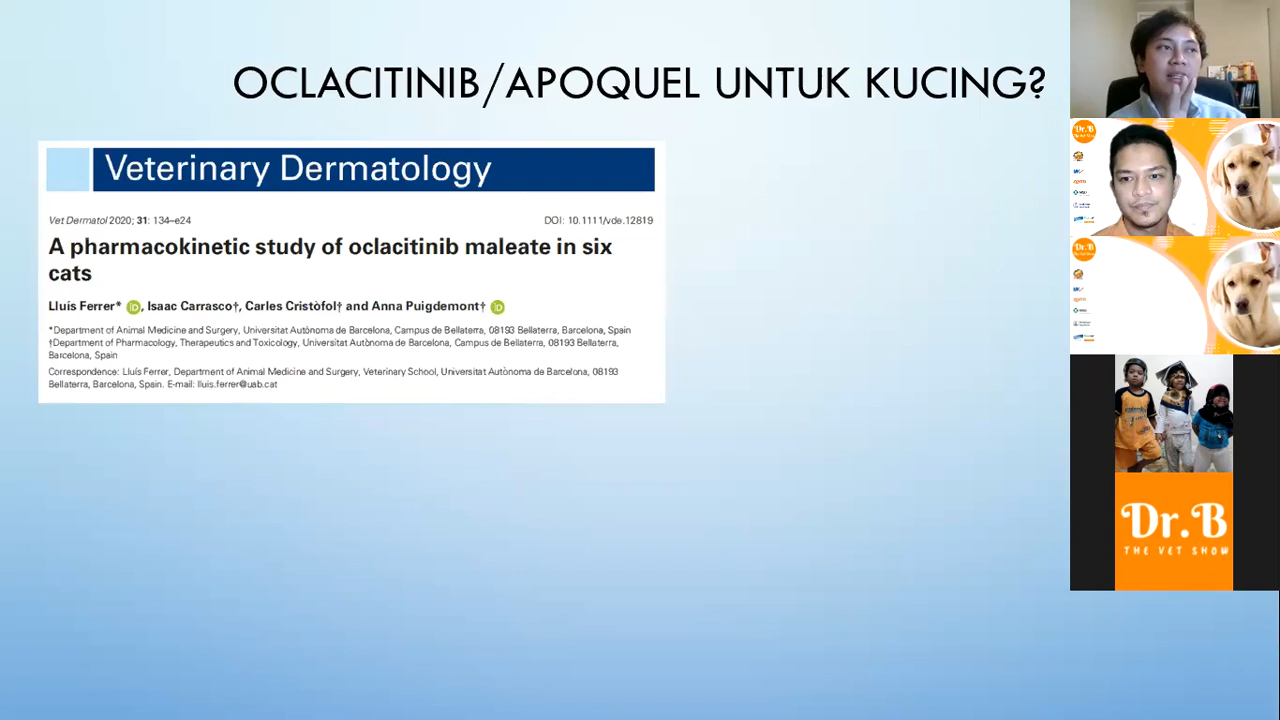 OCLACITINIB/APOQUEL UNTUK KUCING?
Veterinary Dermatology
Vet Dermatol 2020; 31: 134–e24
DOI: 10.1111/vde.12819
A pharmacokinetic study of oclacitinib maleate in six
cats
Lluís Ferrer* iD, Isaac Carrasco†, Carles Cristòfol† and Anna Puigdemont† iD
*Department of Animal Medicine and Surgery, Universitat Autònoma de Barcelona, Campus de Bellaterra, 08193 Bellaterra, Barcelona, Spain
†Department of Pharmacology, Therapeutics and Toxicology, Universitat Autònoma de Barcelona, Campus de Bellaterra, 08193 Bellaterra,
Barcelona, Spain
Correspondence: Lluís Ferrer, Department of Animal Medicine and Surgery, Veterinary School, Universitat Autònoma de Barcelona, 08193
Bellaterra, Barcelona, Spain. E-mail: lluis.ferrer@uab.cat
Dr.B
Dr.B
Dr.B
THE VET SHOW